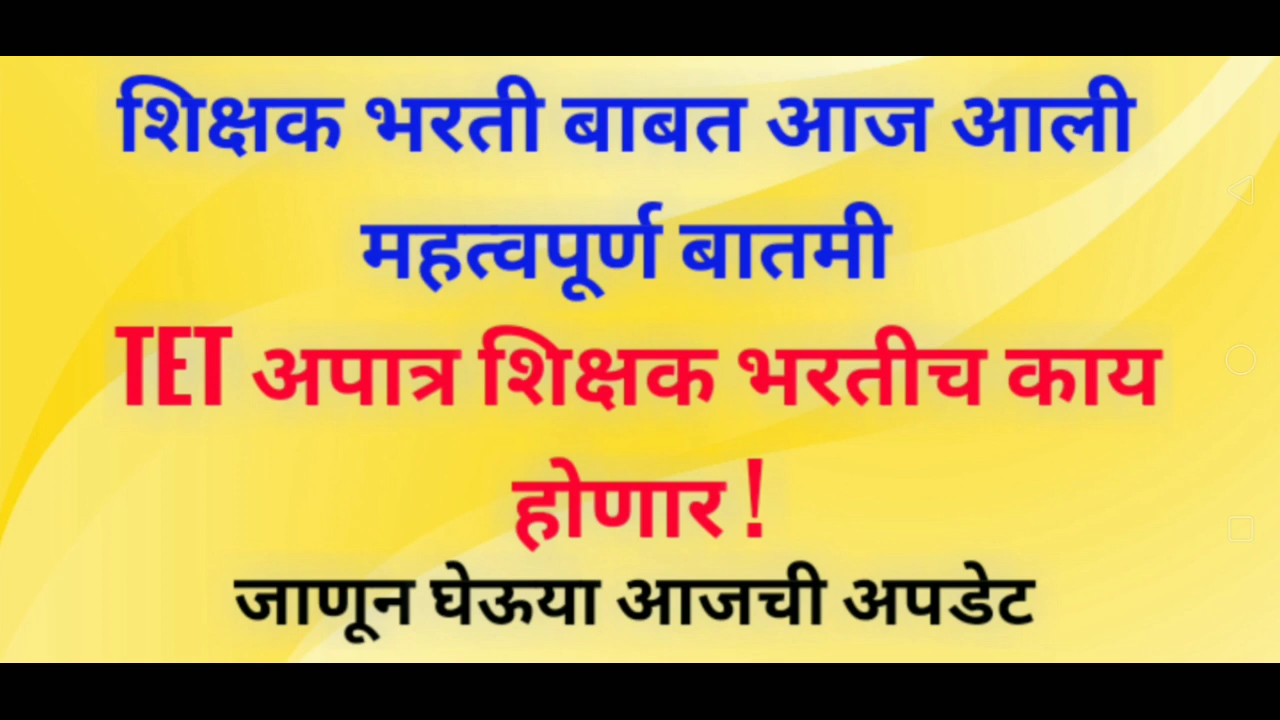 शिक्षक भरती बाबत आज आली
महत्वपूर्ण बातमी
TET अपात्र शिक्षक भरतीच काय
होणार !
जाणून घेऊया आजची अपडेट